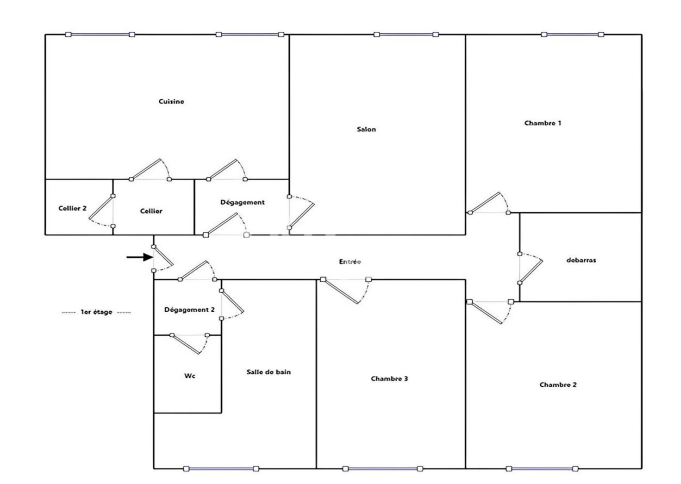 Cuisine
Salon
Chambre 1
Cellier 2
Cellier
Dégagement
Entrée
debarras
------ 1er étage ------
Dégagement 2
Wc
Salle de bain
Chambre 3
Chambre 2